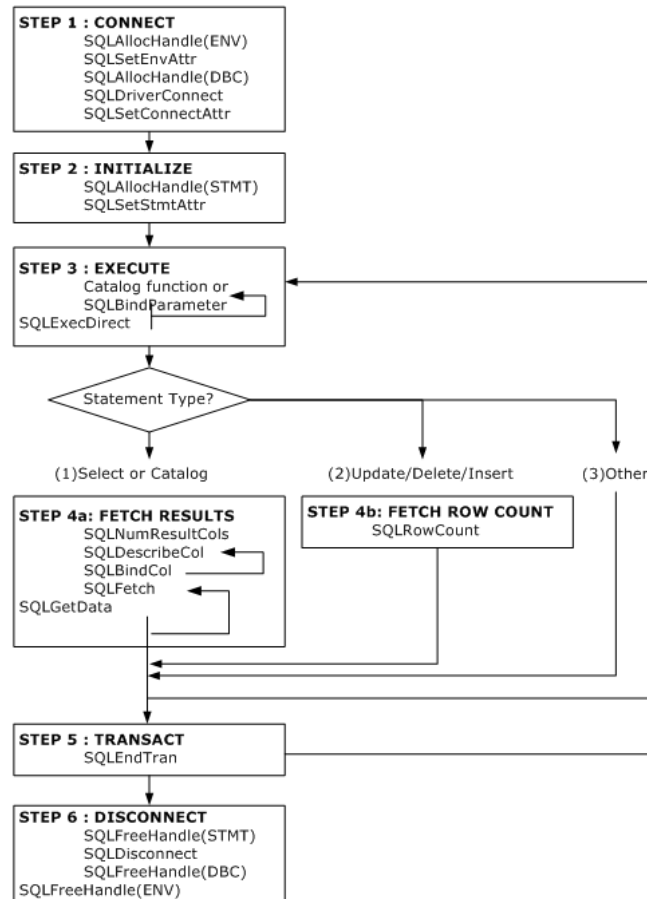 STEP 1 : CONNECT
SQLAllocHandle(ENV)
SQLSetEnvAttr
SQLAllocHandle(DBC)
SQLDriverConnect
SQLSetConnectAttr
STEP 2 : INITIALIZE
SQLAllocHandle(STMT)
SQLSetStmtAttr
STEP 3 : EXECUTE
Catalog function or
SQLBindParameter
SQLExecDirect
Statement Type?
(1)Select or Catalog
(2)Update/Delete/Insert
(3)Other
STEP 4a: FETCH RESULTS
SQLNumResultCols
SQLDescribeCol
SQLBindCol
SQLFetch
SQLGetData
STEP 4b: FETCH ROW COUNT
SQLRowCount
STEP 5 : TRANSACT
SQLEndTran
STEP 6 : DISCONNECT
SQLFreeHandle(STMT)
SQLDisconnect
SQLFreeHandle(DBC)
SQLFreeHandle(ENV)